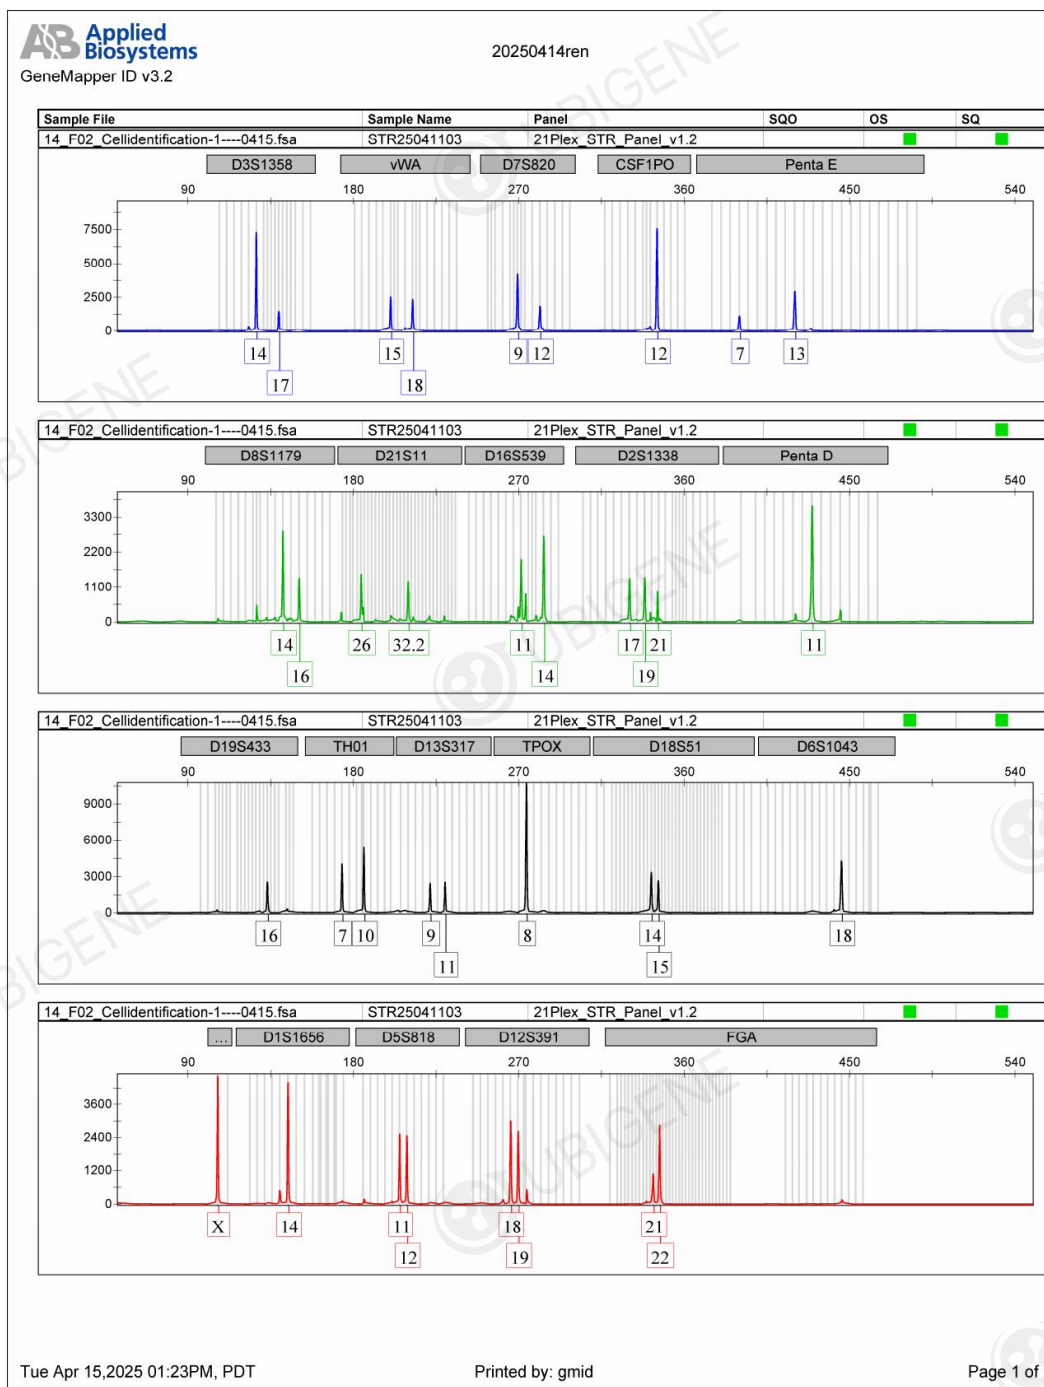 AB Applied
Biosystems
GeneMapper ID v3.2
20250414ren
Sample File Sample Name Panel SQO OS SQ
14_F02_Cellidentification-1----0415.fsa STR25041103 21Plex_STR_Panel_v1.2
D3S1358 vWA D7S820 CSF1PO Penta E
90 180 270 360 450 540
7500
5000
2500
0
14 15 9 12 12 7 13
17 18
14_F02_Cellidentification-1----0415.fsa STR25041103 21Plex_STR_Panel_v1.2
D8S1179 D21S11 D16S539 D2S1338 Penta D
90 180 270 360 450 540
3300
2200
1100
0
14 26 32.2 11 17 21 11
16 14 19
14_F02_Cellidentification-1----0415.fsa STR25041103 21Plex_STR_Panel_v1.2
D19S433 TH01 D13S317 TPOX D18S51 D6S1043
90 180 270 360 450 540
9000
6000
3000
0
16 7 10 9 8 14 18
11 15
14_F02_Cellidentification-1----0415.fsa STR25041103 21Plex_STR_Panel_v1.2
... D1S1656 D5S818 D12S391 FGA
90 180 270 360 450 540
3600
2400
1200
0
X 14 11 18 21
12 19 22
Tue Apr 15,2025 01:23PM, PDT Printed by: gmid Page 1 of
UBIGENE
UBIGENE
UBIGENE
UBIGENE
UBIGENE